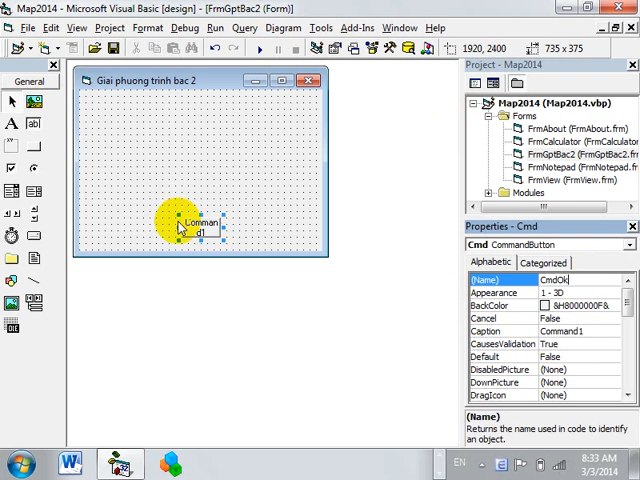 Map2014 - Microsoft Visual Basic [design] - [FrmGptBac2 (Form)]
File Edit View Project Format Debug Run Query Diagram Tools Add-Ins Window Help
1920, 2400 735 x 375
General
A ab|
OLE
Giai phuong trinh bac 2
Comman
d1
Project - Map2014
Map2014 (Map2014.vbp)
Forms
FrmAbout (FrmAbout.frm)
FrmCalculator (FrmCalculator.frm
FrmGptBac2 (FrmGptBac2.frm
FrmNotepad (FrmNotepad.frm
FrmView (FrmView.frm)
Modules
Properties - Cmd
Cmd CommandButton
Alphabetic Categorized
(Name) CmdOk
Appearance 1 - 3D
BackColor &H8000000F&
Cancel False
Caption Command1
CausesValidation True
Default False
DisabledPicture (None)
DownPicture (None)
DragIcon (None)
(Name)
Returns the name used in code to identify
an object.
EN
8:33 AM
3/3/2014